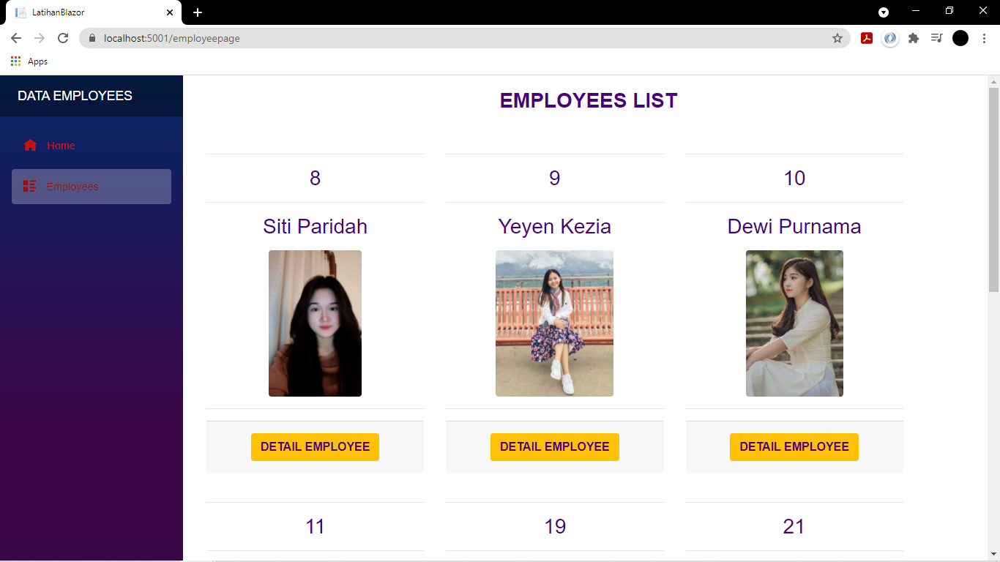 LatihanBlazor
localhost:5001/employeepage
Apps
DATA EMPLOYEES
Home
Employees
EMPLOYEES LIST
8 9 10
Siti Paridah Yeyen Kezia Dewi Purnama
DETAIL EMPLOYEE DETAIL EMPLOYEE DETAIL EMPLOYEE
11 19 21